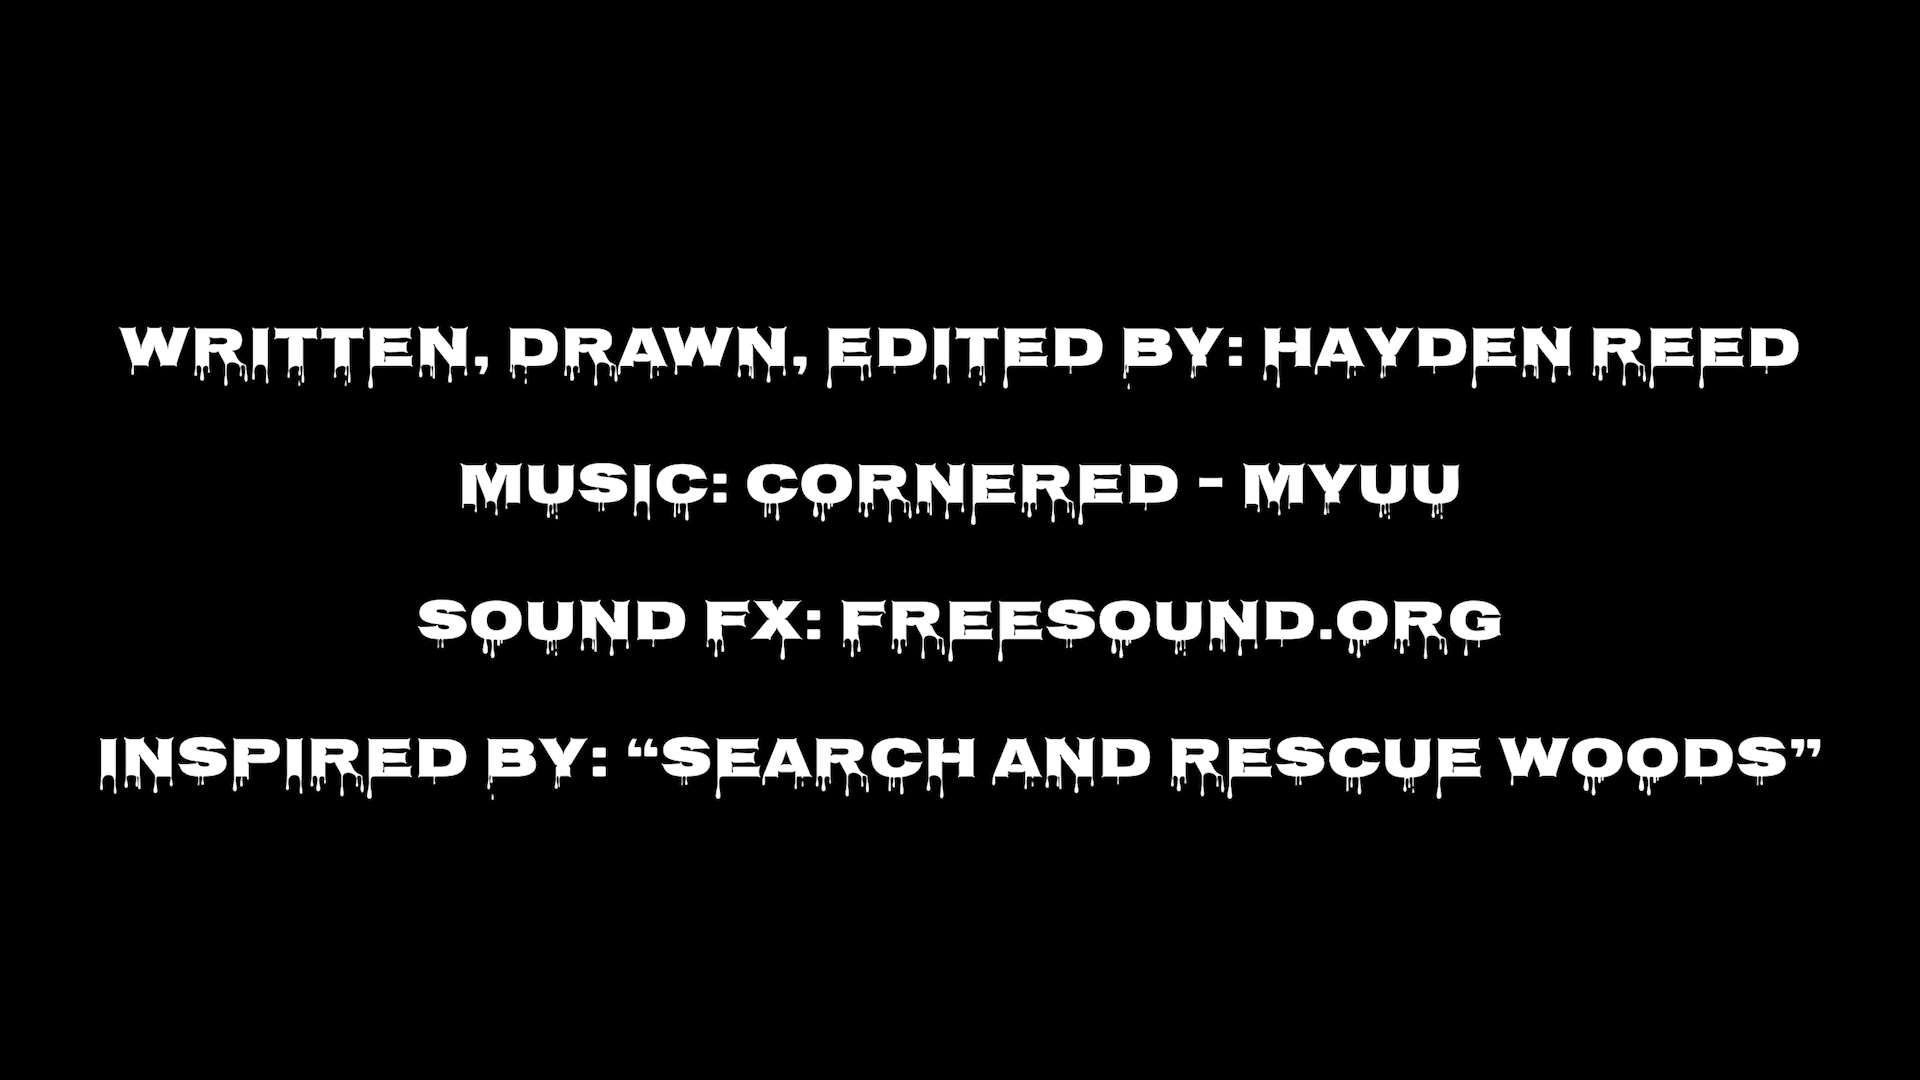 WRITTEN, DRAWN, EDITED BY: HAYDEN REED
MUSIC: CORNERED - MYUU
SOUND FX: FREESOUND.ORG
INSPIRED BY: “SEARCH AND RESCUE WOODS”